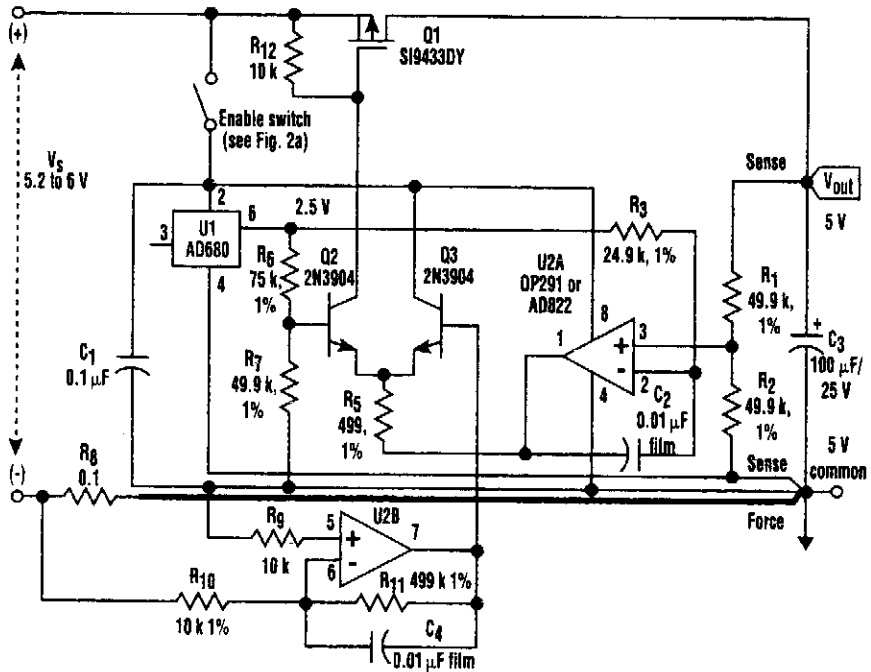 (+)
R12
10 k
Q1
SI9433DY
Enable switch
(see Fig. 2a)
VS
5.2 to 6 V
Sense
Vout
5 V
2
6
2.5 V
3
U1
AD680
4
R3
24.9 k, 1%
R6
75 k,
1%
Q2
2N3904
Q3
2N3904
U2A
OP291 or
AD822
8
1
3
+
-
2
4
R1
49.9 k,
1%
+
C3
100 µF/
25 V
C1
0.1 µF
R7
49.9 k,
1%
R5
499,
1%
C2
0.01 µF
film
R2
49.9 k,
1%
(-)
R8
0.1
Sense
5 V
common
Force
R9
10 k
5
+
6
-
U2B
7
R10
10 k 1%
R11 499 k 1%
C4
0.01 µF film